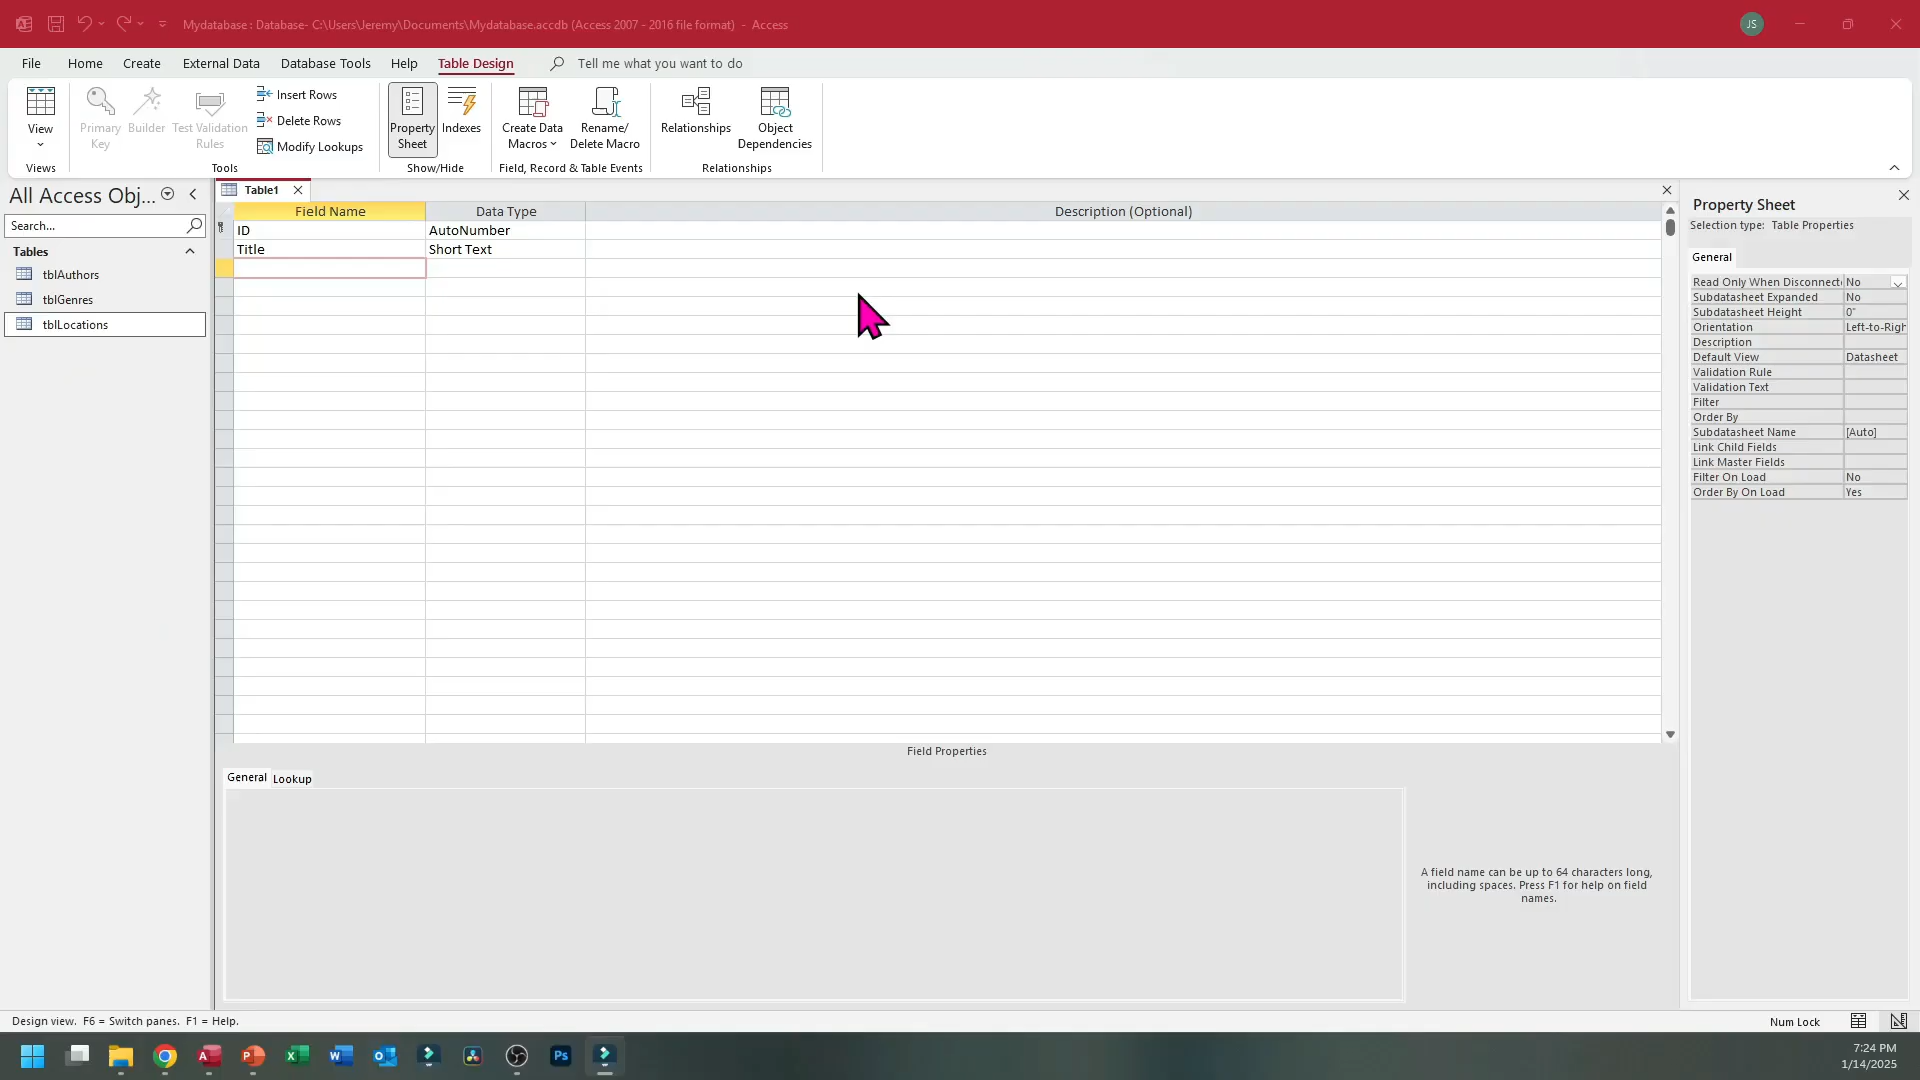 Mydatabase : Database- C:\Users\Jeremy\Documents\Mydatabase.accdb (Access 2007 - 2016 file format)  -  Access
JS
File Home Create External Data Database Tools Help Table Design Tell me what you want to do
View
Primary Key
Builder
Test Validation Rules
Insert Rows
Delete Rows
Modify Lookups
Property Sheet
Indexes
Create Data Macros
Rename/ Delete Macro
Relationships
Object Dependencies
Views
Tools
Show/Hide
Field, Record & Table Events
Relationships
All Access Obj...
Search...
Tables
tblAuthors
tblGenres
tblLocations
Table1
Field Name Data Type Description (Optional)
ID AutoNumber
Title Short Text
Field Properties
General Lookup
A field name can be up to 64 characters long,
including spaces. Press F1 for help on field
names.
Property Sheet
Selection type: Table Properties
General
Read Only When Disconnect No
Subdatasheet Expanded No
Subdatasheet Height 0"
Orientation Left-to-Righ
Description
Default View Datasheet
Validation Rule
Validation Text
Filter
Order By
Subdatasheet Name [Auto]
Link Child Fields
Link Master Fields
Filter On Load No
Order By On Load Yes
Design view.  F6 = Switch panes.  F1 = Help.
Num Lock
Ps
7:24 PM
1/14/2025